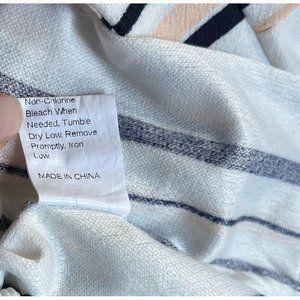 Non-Chlorine
Bleach When
Needed, Tumble
Dry Low, Remove
Promptly, Iron
Low.
MADE IN CHINA